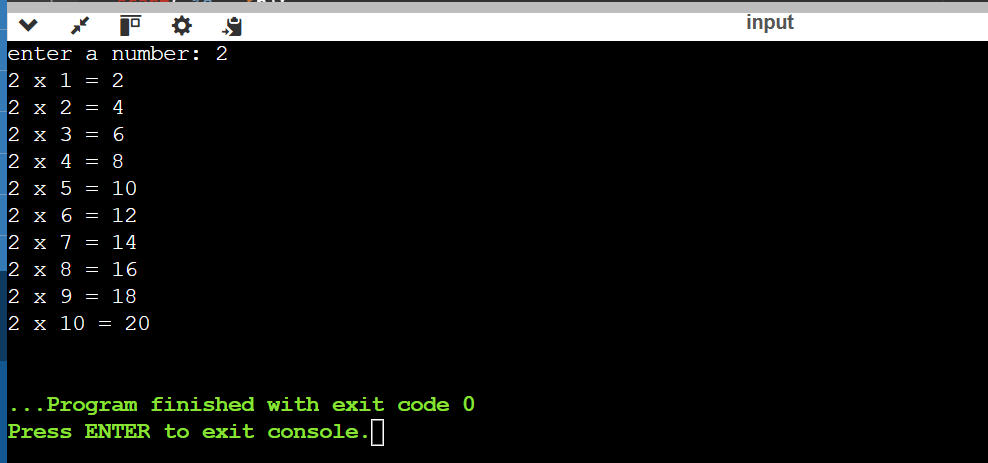 input
enter a number: 2
2 x 1 = 2
2 x 2 = 4
2 x 3 = 6
2 x 4 = 8
2 x 5 = 10
2 x 6 = 12
2 x 7 = 14
2 x 8 = 16
2 x 9 = 18
2 x 10 = 20
...Program finished with exit code 0
Press ENTER to exit console.